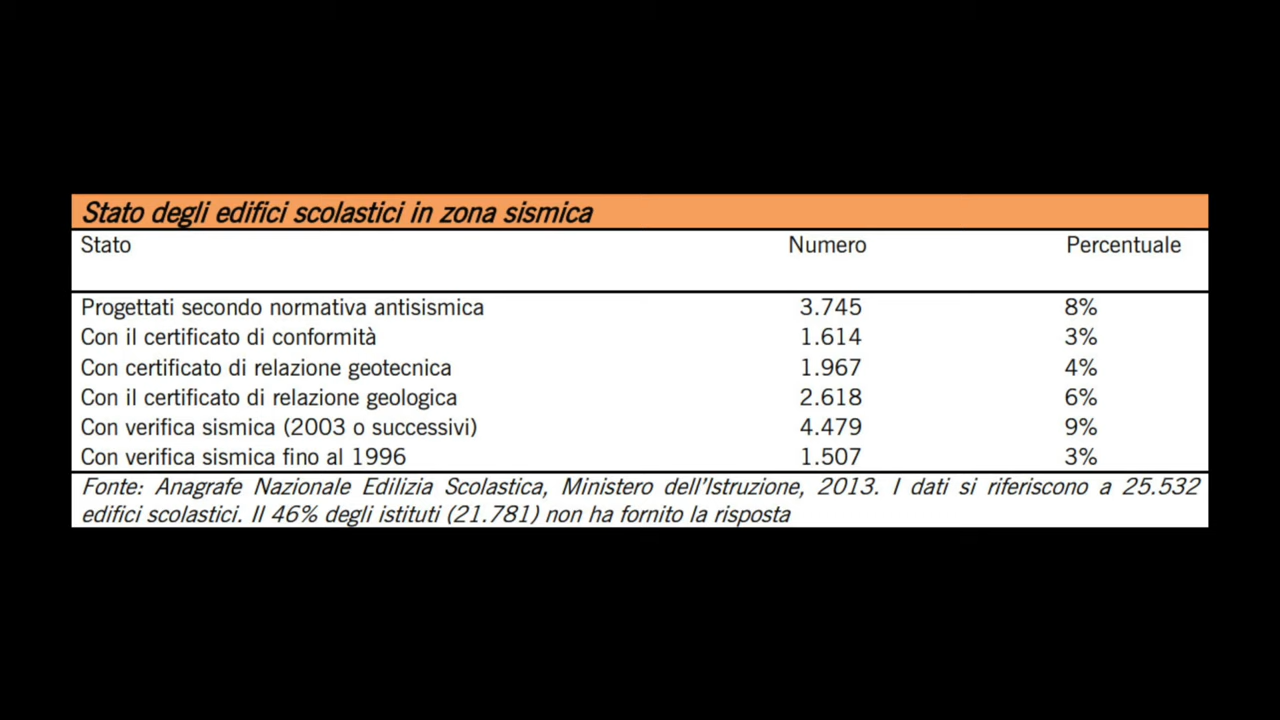 Stato degli edifici scolastici in zona sismica
Stato Numero Percentuale
Progettati secondo normativa antisismica 3.745 8%
Con il certificato di conformità 1.614 3%
Con certificato di relazione geotecnica 1.967 4%
Con il certificato di relazione geologica 2.618 6%
Con verifica sismica (2003 o successivi) 4.479 9%
Con verifica sismica fino al 1996 1.507 3%
Fonte: Anagrafe Nazionale Edilizia Scolastica, Ministero dell'Istruzione, 2013. I dati si riferiscono a 25.532
edifici scolastici. Il 46% degli istituti (21.781) non ha fornito la risposta